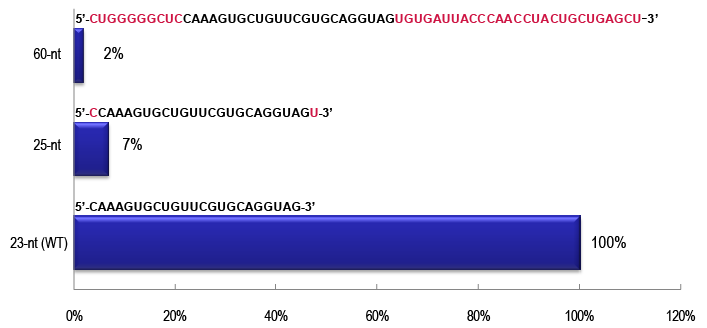 5'-CUGGGGGCUCCAAAGUGCUGUUCGUGCAGGUAGUGUGAUUACCCAACCUACUGCUGAGCU-3'
60-nt
2%
5'-CCAAAGUGCUGUUCGUGCAGGUAGU-3'
25-nt
7%
5'-CAAAGUGCUGUUCGUGCAGGUAG-3'
23-nt (WT)
100%
0% 20% 40% 60% 80% 100% 120%